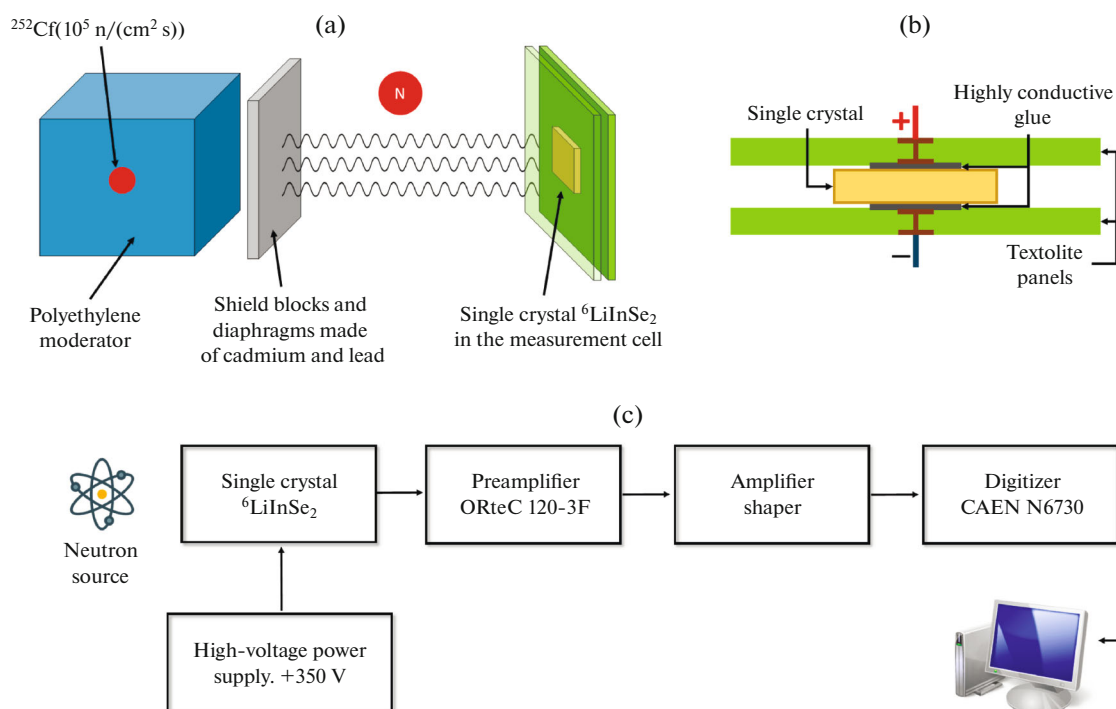 (a)
²⁵²Cf(10⁵ n/(cm² s))
N
Polyethylene
moderator
Shield blocks and
diaphragms made
of cadmium and lead
Single crystal ⁶LiInSe₂
in the measurement cell
(b)
Single crystal
Highly conductive
glue
+
−
Textolite
panels
(c)
Neutron
source
Single crystal
⁶LiInSe₂
Preamplifier
ORteC 120-3F
Amplifier
shaper
Digitizer
CAEN N6730
High-voltage power
supply. +350 V